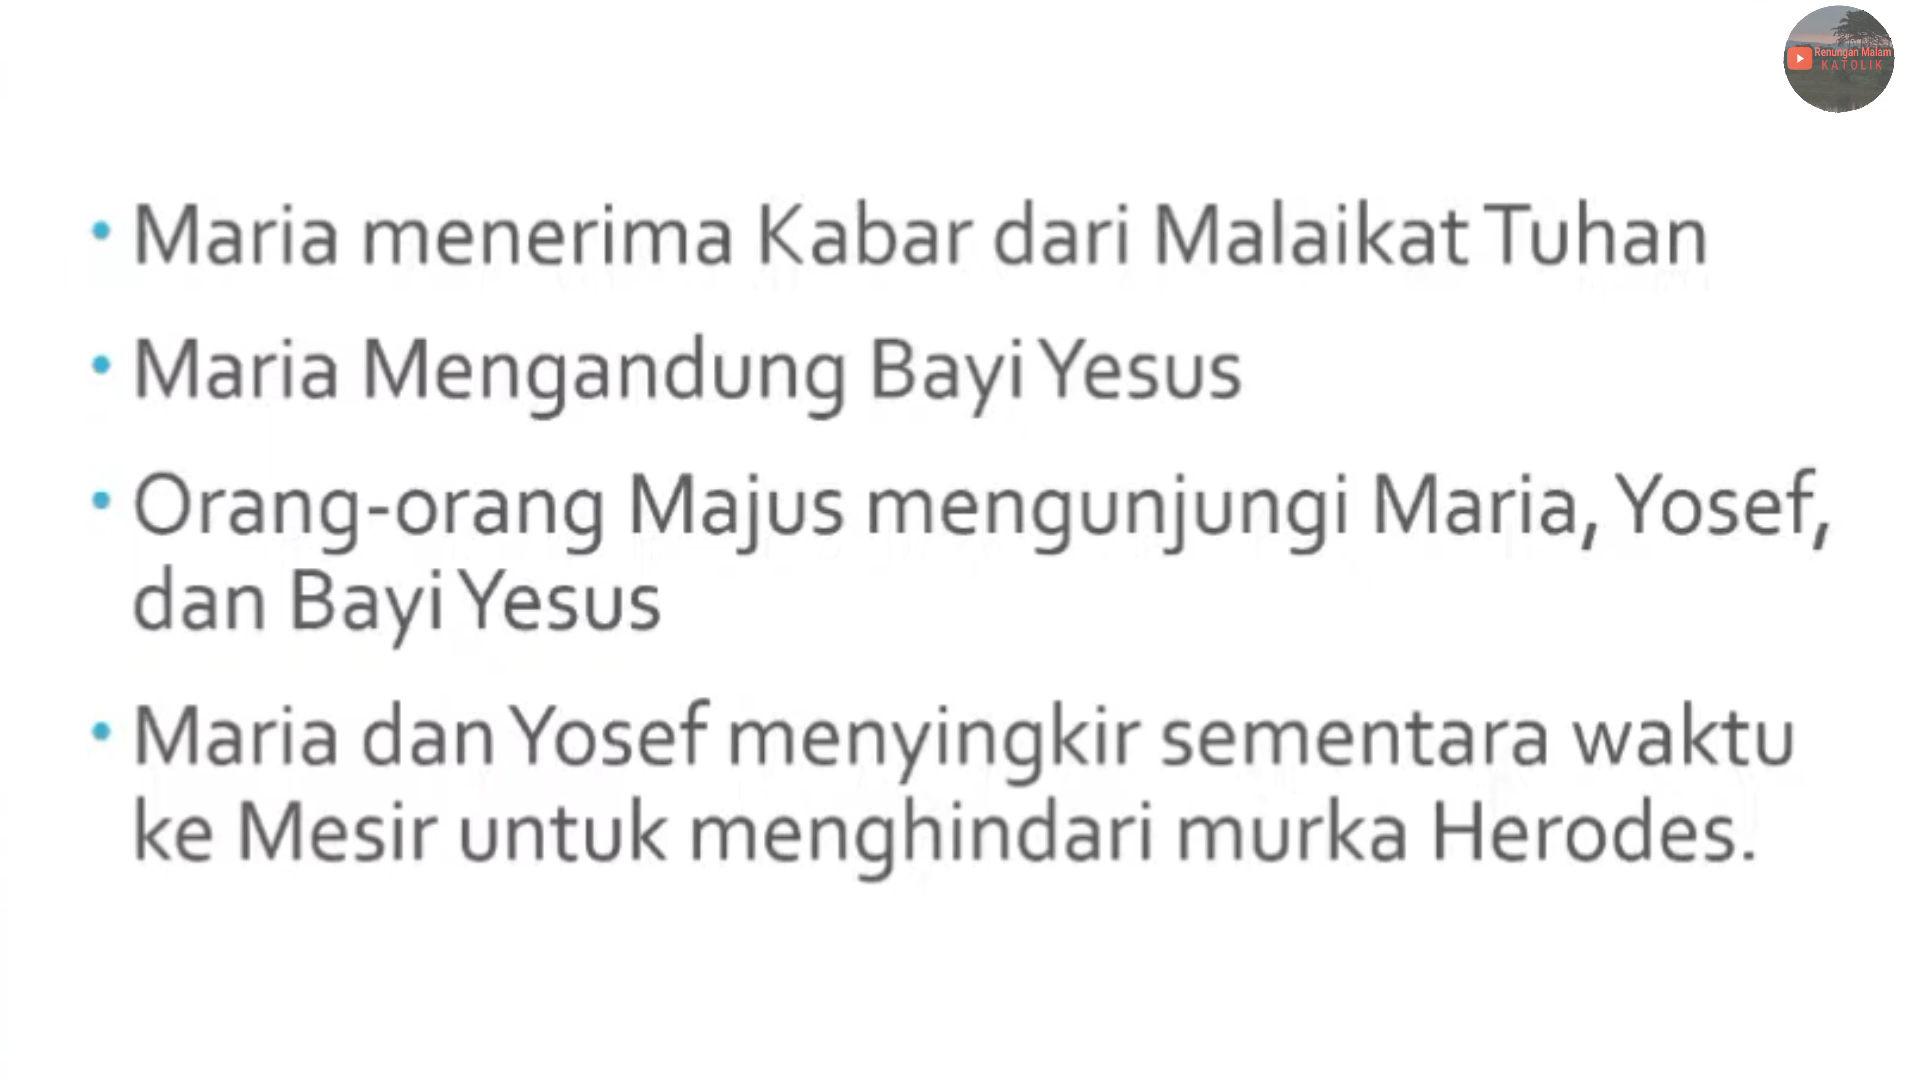 Renungan Malam
KATOLIK
• Maria menerima Kabar dari Malaikat Tuhan
• Maria Mengandung Bayi Yesus
• Orang-orang Majus mengunjungi Maria, Yosef,
dan Bayi Yesus
• Maria dan Yosef menyingkir sementara waktu
ke Mesir untuk menghindari murka Herodes.